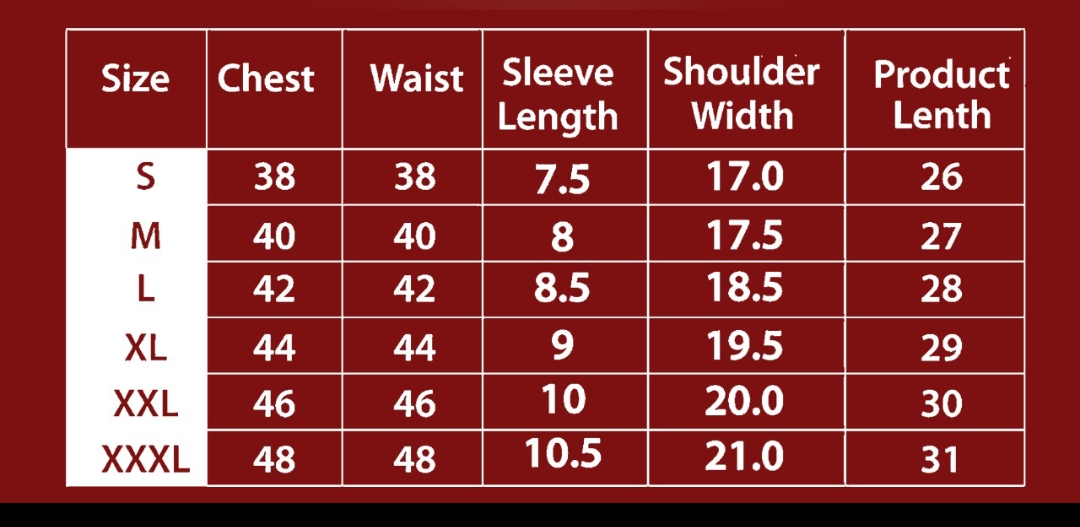 Size Chest Waist Sleeve Length Shoulder Width Product Lenth
S 38 38 7.5 17.0 26
M 40 40 8 17.5 27
L 42 42 8.5 18.5 28
XL 44 44 9 19.5 29
XXL 46 46 10 20.0 30
XXXL 48 48 10.5 21.0 31